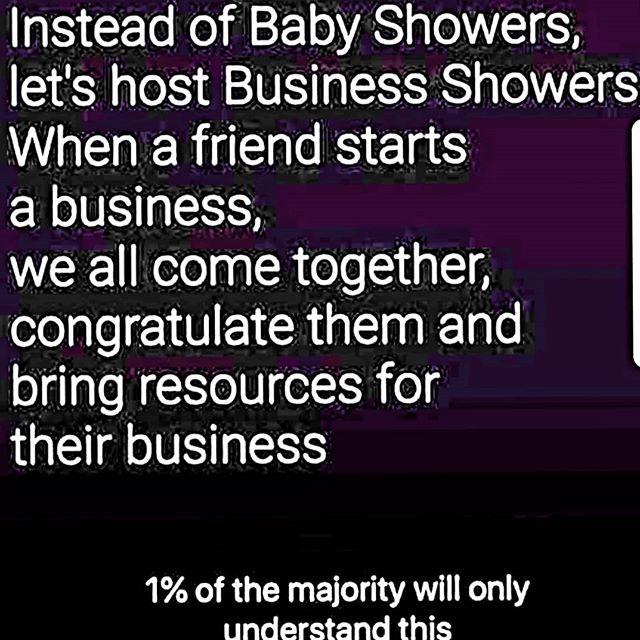 Instead of Baby Showers,
let's host Business Showers
When a friend starts
a business,
we all come together,
congratulate them and
bring resources for
their business
1% of the majority will only
understand this